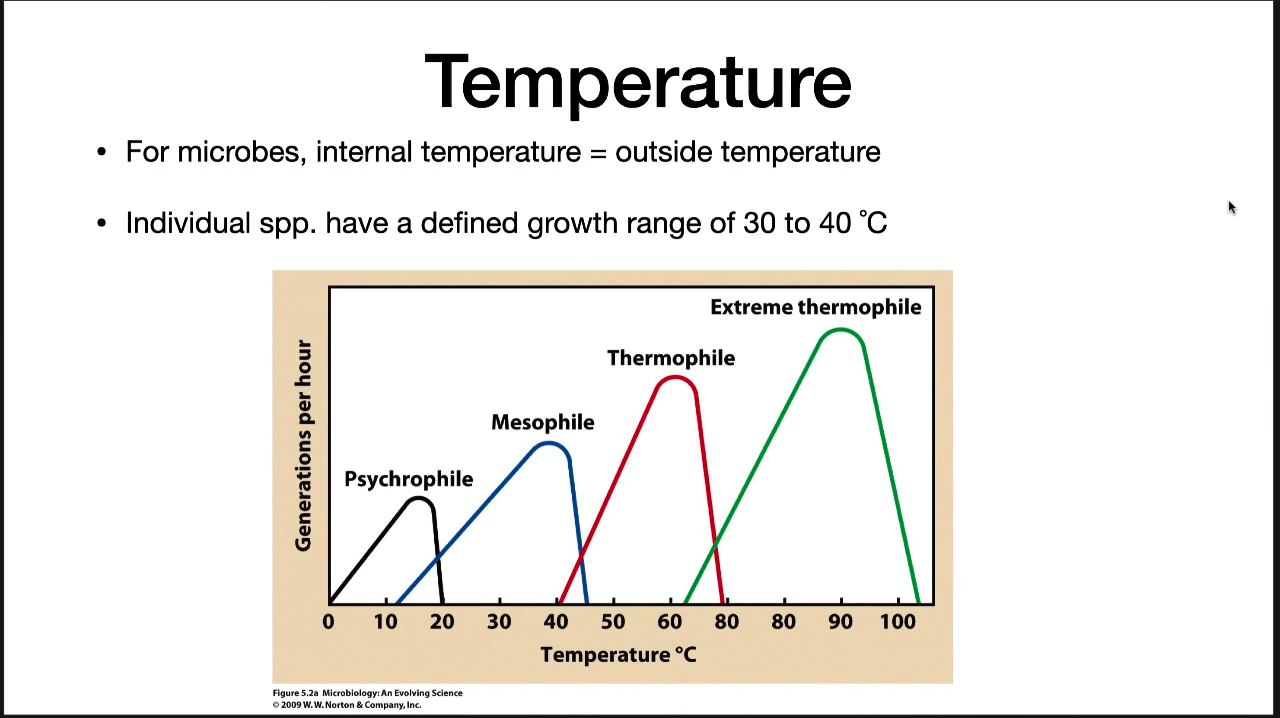 Temperature
• For microbes, internal temperature = outside temperature
• Individual spp. have a defined growth range of 30 to 40 ˚C
Extreme thermophile
Thermophile
Mesophile
Psychrophile
Generations per hour
0 10 20 30 40 50 60 80 80 90 100
Temperature °C
Figure 5.2a Microbiology: An Evolving Science
© 2009 W. W. Norton & Company, Inc.